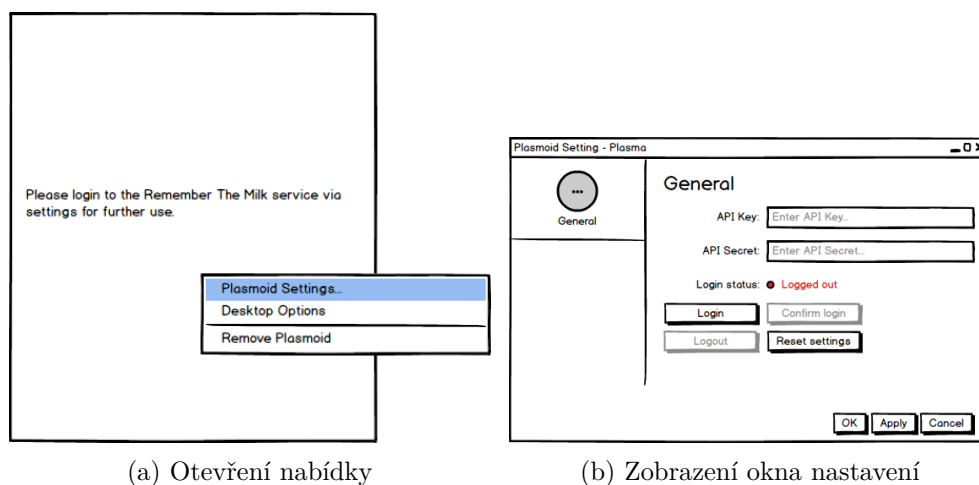 Please login to the Remember The Milk service via
settings for further use.
Plasmoid Settings...
Desktop Options
Remove Plasmoid
(a) Otevření nabídky
Plasmoid Setting - Plasma
...
General
General
API Key: Enter API Key...
API Secret: Enter API Secret...
Login status: Logged out
Login Confirm login
Logout Reset settings
OK Apply Cancel
(b) Zobrazení okna nastavení